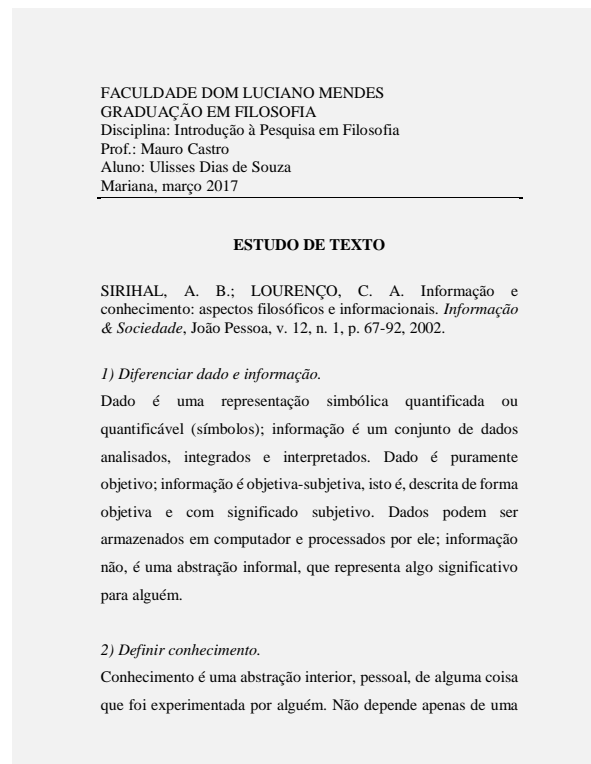 FACULDADE DOM LUCIANO MENDES
GRADUAÇÃO EM FILOSOFIA
Disciplina: Introdução à Pesquisa em Filosofia
Prof.: Mauro Castro
Aluno: Ulisses Dias de Souza
Mariana, março 2017
ESTUDO DE TEXTO
SIRIHAL, A. B.; LOURENÇO, C. A. Informação e
conhecimento: aspectos filosóficos e informacionais. Informação
& Sociedade, João Pessoa, v. 12, n. 1, p. 67-92, 2002.
1) Diferenciar dado e informação.
Dado é uma representação simbólica quantificada ou
quantificável (símbolos); informação é um conjunto de dados
analisados, integrados e interpretados. Dado é puramente
objetivo; informação é objetiva-subjetiva, isto é, descrita de forma
objetiva e com significado subjetivo. Dados podem ser
armazenados em computador e processados por ele; informação
não, é uma abstração informal, que representa algo significativo
para alguém.
2) Definir conhecimento.
Conhecimento é uma abstração interior, pessoal, de alguma coisa
que foi experimentada por alguém. Não depende apenas de uma